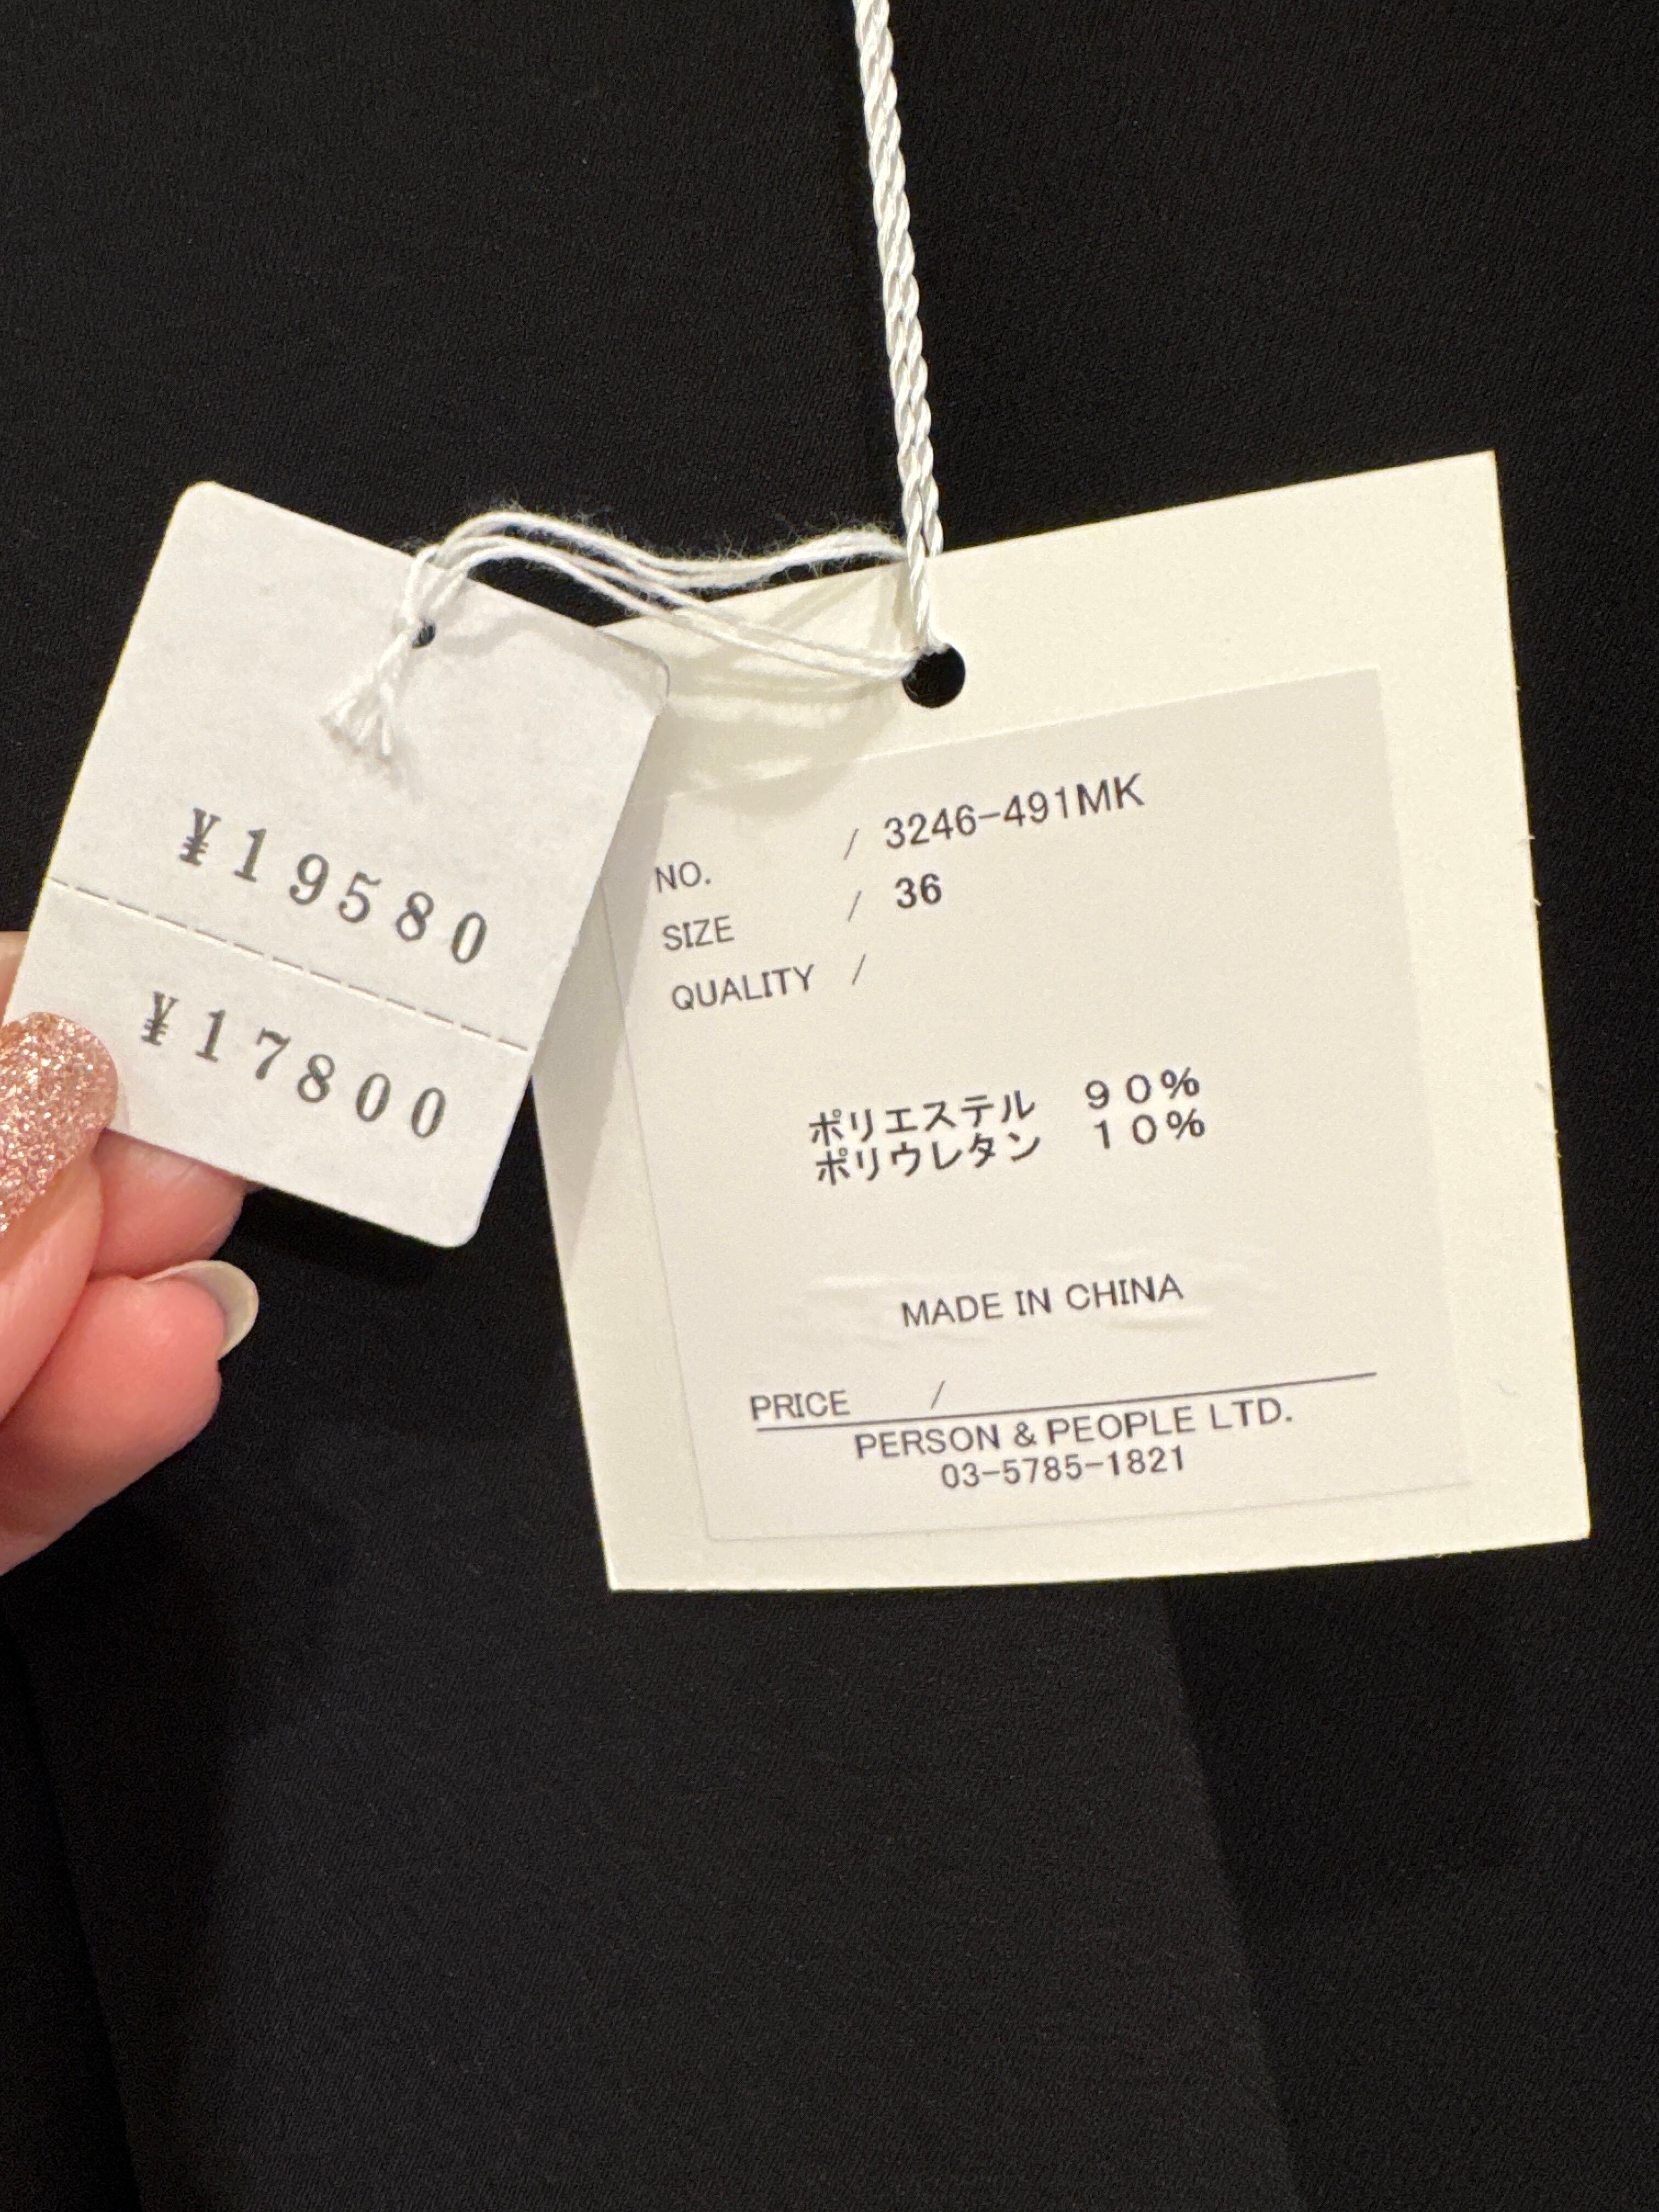 ¥19580
¥17800
NO. / 3246-491MK
SIZE / 36
QUALITY /
ポリエステル 90%
ポリウレタン 10%
MADE IN CHINA
PRICE /
PERSON & PEOPLE LTD.
03-5785-1821